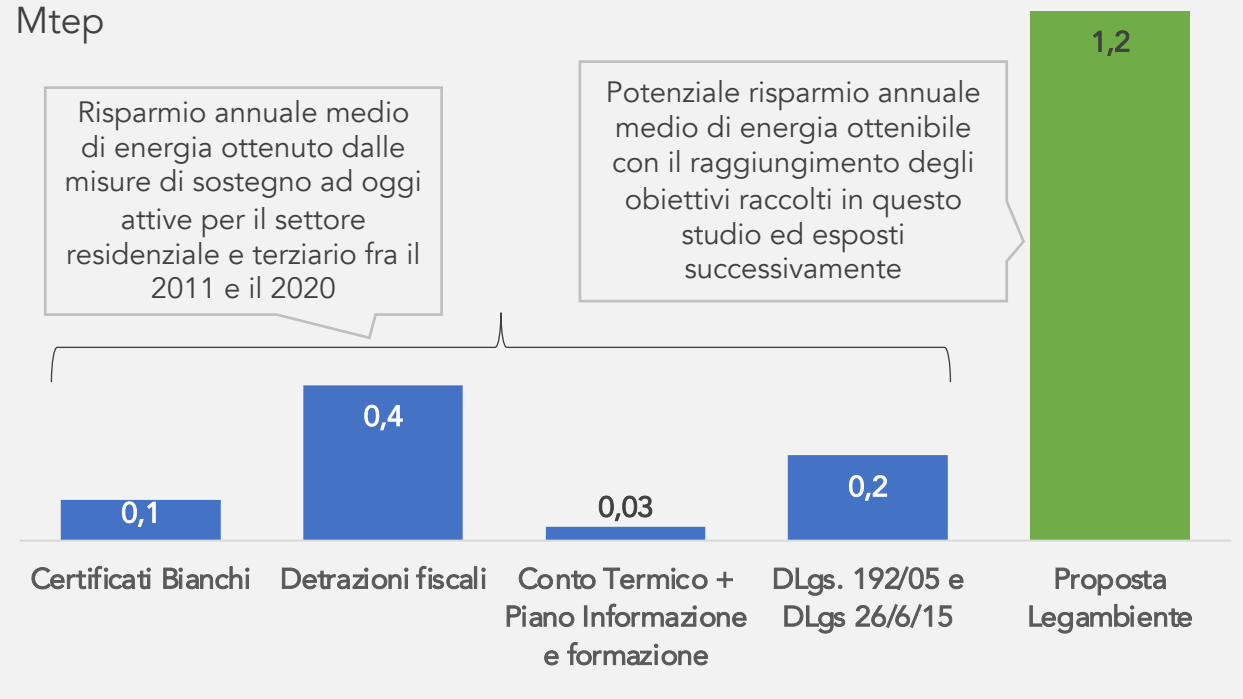 Mtep
Risparmio annuale medio
di energia ottenuto dalle
misure di sostegno ad oggi
attive per il settore
residenziale e terziario fra il
2011 e il 2020
Potenziale risparmio annuale
medio di energia ottenibile
con il raggiungimento degli
obiettivi raccolti in questo
studio ed esposti
successivamente
0,1
0,4
0,03
0,2
1,2
Certificati Bianchi
Detrazioni fiscali
Conto Termico +
Piano Informazione
e formazione
DLgs. 192/05 e
DLgs 26/6/15
Proposta
Legambiente